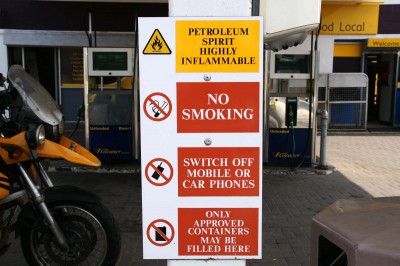 PETROLEUM
SPIRIT
HIGHLY
INFLAMMABLE
NO
SMOKING
SWITCH OFF
MOBILE OR
CAR PHONES
ONLY
APPROVED
CONTAINERS
MAY BE
FILLED HERE
Local
Welcome